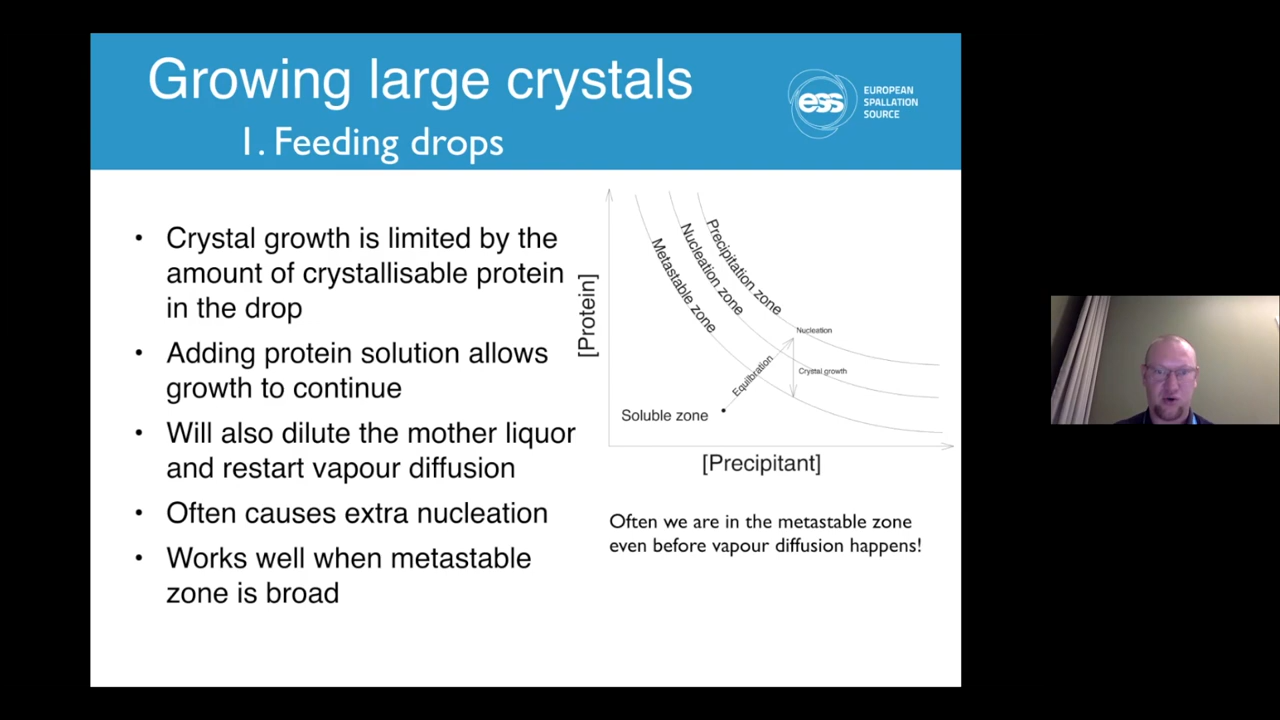 Growing large crystals
1. Feeding drops
ess
EUROPEAN
SPALLATION
SOURCE
• Crystal growth is limited by the
amount of crystallisable protein
in the drop
• Adding protein solution allows
growth to continue
• Will also dilute the mother liquor
and restart vapour diffusion
• Often causes extra nucleation
• Works well when metastable
zone is broad
[Protein]
Metastable zone
Nucleation zone
Precipitation zone
Nucleation
Equilibration
Crystal growth
Soluble zone
[Precipitant]
Often we are in the metastable zone
even before vapour diffusion happens!